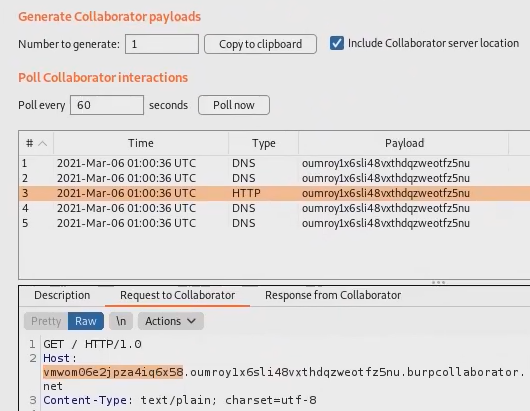 Generate Collaborator payloads
Number to generate: 1 Copy to clipboard Include Collaborator server location
Poll Collaborator interactions
Poll every 60 seconds Poll now
# Time Type Payload
1 2021-Mar-06 01:00:36 UTC DNS oumroy1x6sli48vxthdqzweotfz5nu
2 2021-Mar-06 01:00:36 UTC DNS oumroy1x6sli48vxthdqzweotfz5nu
3 2021-Mar-06 01:00:36 UTC HTTP oumroy1x6sli48vxthdqzweotfz5nu
4 2021-Mar-06 01:00:36 UTC DNS oumroy1x6sli48vxthdqzweotfz5nu
5 2021-Mar-06 01:00:36 UTC DNS oumroy1x6sli48vxthdqzweotfz5nu
Description Request to Collaborator Response from Collaborator
Pretty Raw \n Actions
1 GET / HTTP/1.0
2 Host:
vmwom06e2jpza4iq6x58.oumroy1x6sli48vxthdqzweotfz5nu.burpcollaborator.
net
3 Content-Type: text/plain; charset=utf-8